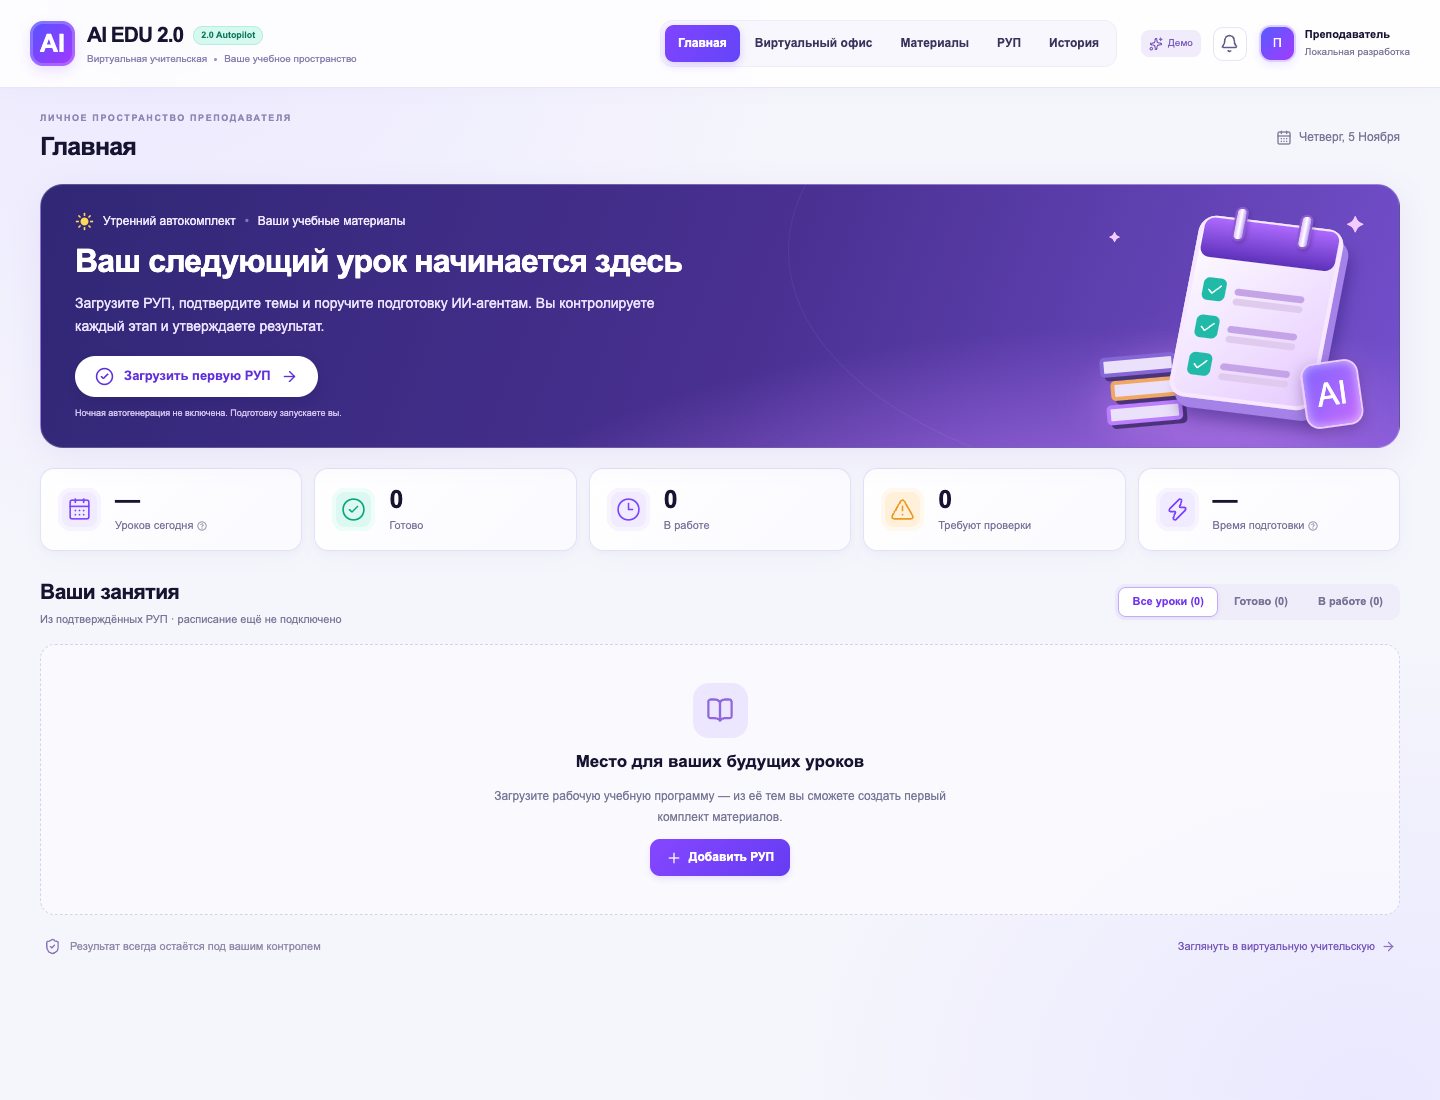 AI
AI EDU 2.0
2.0 Autopilot
Виртуальная учительская • Ваше учебное пространство
Главная
Виртуальный офис
Материалы
РУП
История
Демо
П
Преподаватель
Локальная разработка
ЛИЧНОЕ ПРОСТРАНСТВО ПРЕПОДАВАТЕЛЯ
Главная
Четверг, 5 Ноября
Утренний автокомплект • Ваши учебные материалы
Ваш следующий урок начинается здесь
Загрузите РУП, подтвердите темы и поручите подготовку ИИ-агентам. Вы контролируете
каждый этап и утверждаете результат.
Загрузить первую РУП
Ночная автогенерация не включена. Подготовку запускаете вы.
AI
—
Уроков сегодня
0
Готово
0
В работе
0
Требуют проверки
—
Время подготовки
Ваши занятия
Из подтверждённых РУП · расписание ещё не подключено
Все уроки (0)
Готово (0)
В работе (0)
Место для ваших будущих уроков
Загрузите рабочую учебную программу — из её тем вы сможете создать первый
комплект материалов.
Добавить РУП
Результат всегда остаётся под вашим контролем
Заглянуть в виртуальную учительскую